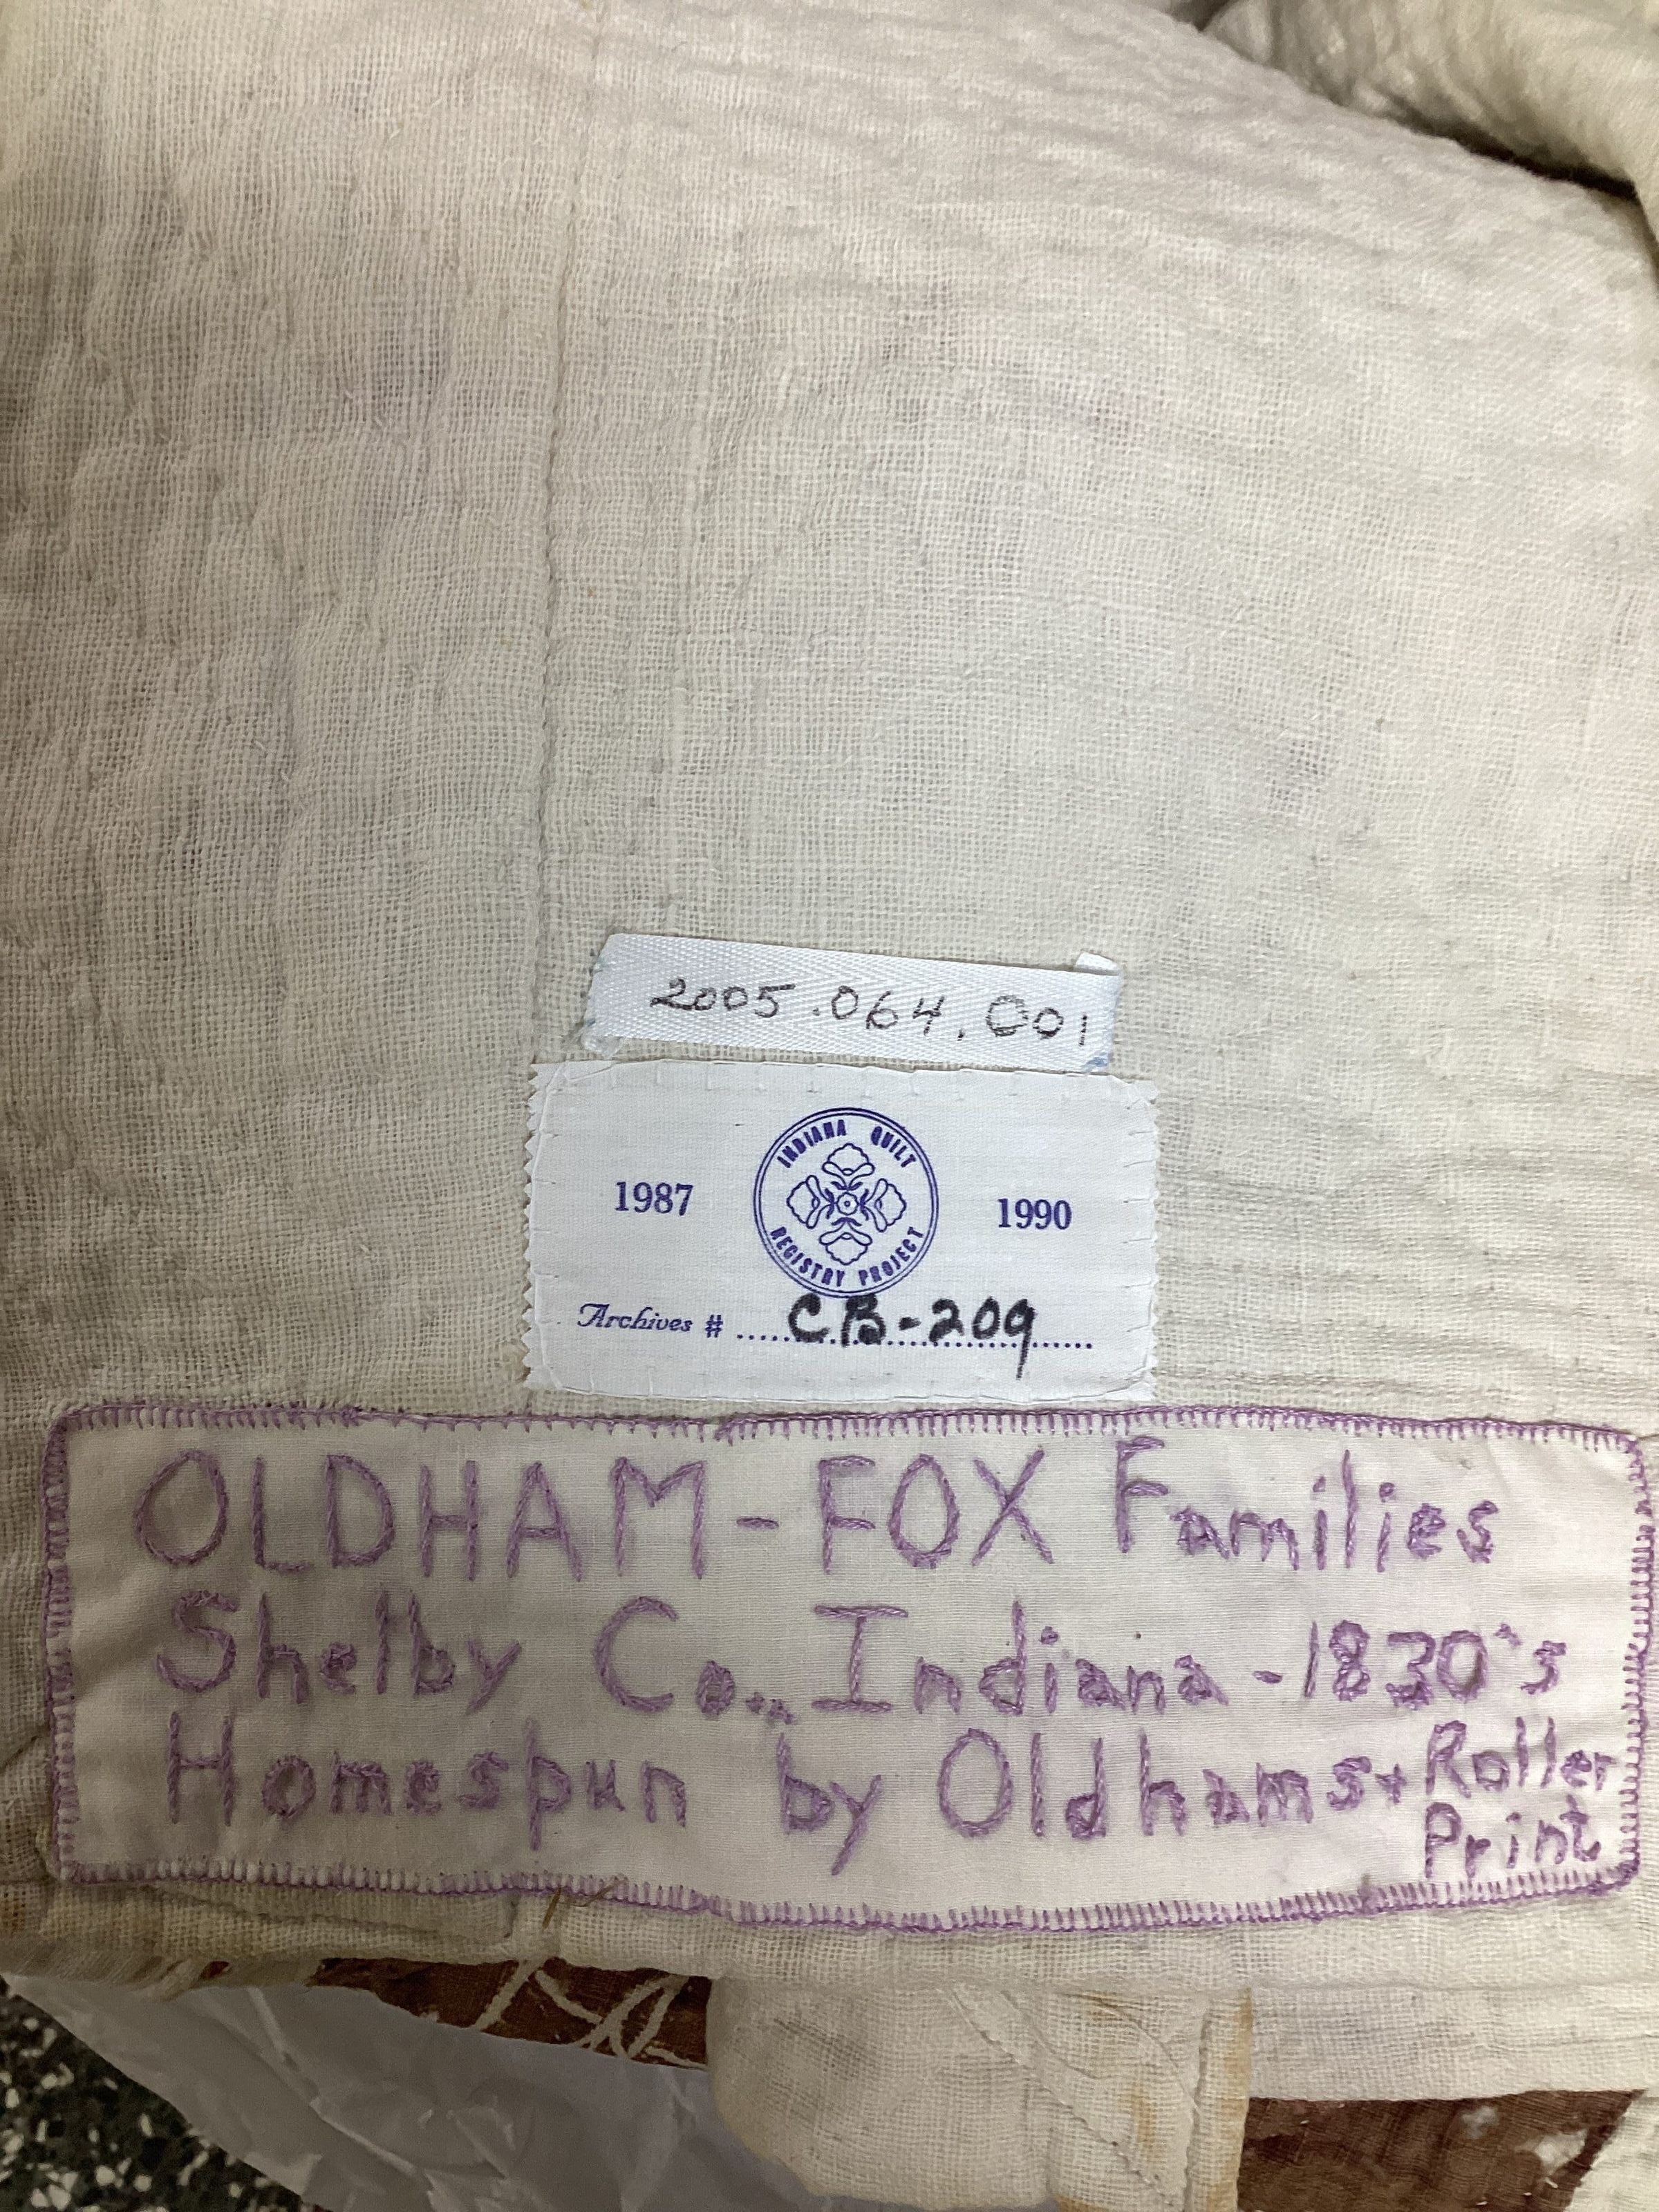 2005.064.001
INDIANA QUILT
1987 1990
REGISTRY PROJECT
Archives # CB-209
OLDHAM-FOX Families
Shelby Co., Indiana - 1830's
Homespun by Oldhams + Roller
Print